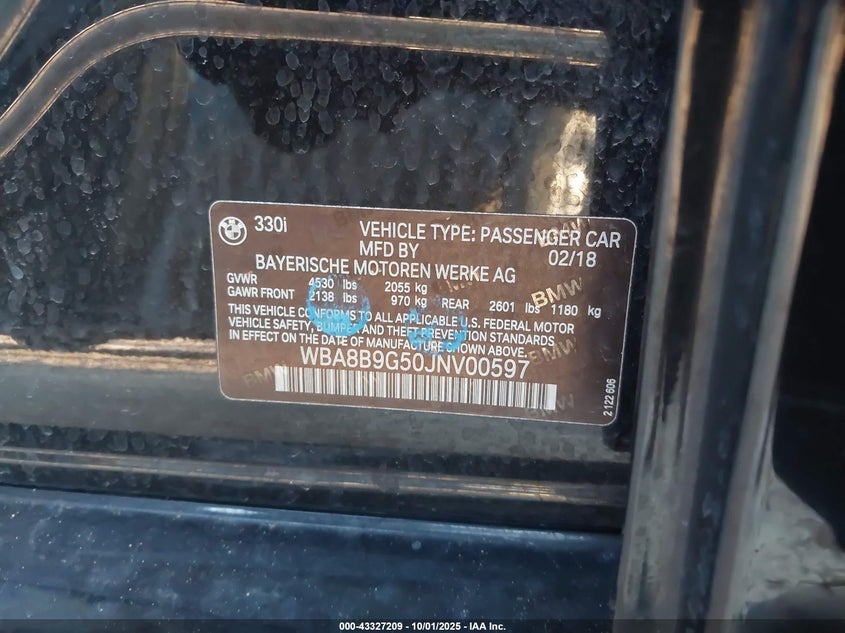 330i VEHICLE TYPE: PASSENGER CAR
MFD BY 02/18
BAYERISCHE MOTOREN WERKE AG
GVWR 4530 lbs 2055 kg
GAWR FRONT 2138 lbs 970 kg REAR 2601 lbs 1180 kg
THIS VEHICLE CONFORMS TO ALL APPLICABLE U.S. FEDERAL MOTOR
VEHICLE SAFETY, BUMPER AND THEFT PREVENTION STANDARDS
IN EFFECT ON THE DATE OF MANUFACTURE SHOWN ABOVE.
WBA8B9G50JNV00597
2 122 606
BMW
BMW
BMW
000-43327209 - 10/01/2025 - IAA Inc.